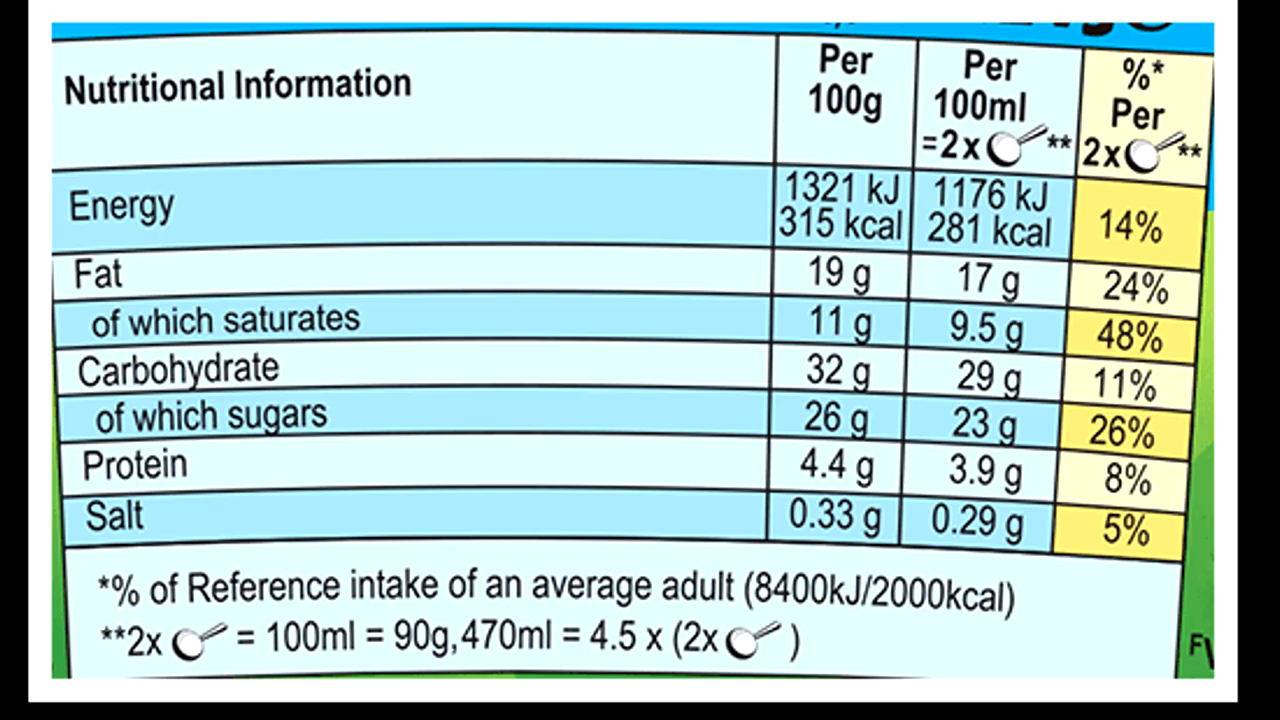 Nutritional Information
Per 100g
Per 100ml =2x **
%* Per 2x **
Energy 1321 kJ 315 kcal 1176 kJ 281 kcal 14%
Fat 19 g 17 g 24%
of which saturates 11 g 9.5 g 48%
Carbohydrate 32 g 29 g 11%
of which sugars 26 g 23 g 26%
Protein 4.4 g 3.9 g 8%
Salt 0.33 g 0.29 g 5%
*% of Reference intake of an average adult (8400kJ/2000kcal)
**2x = 100ml = 90g,470ml = 4.5 x (2x )